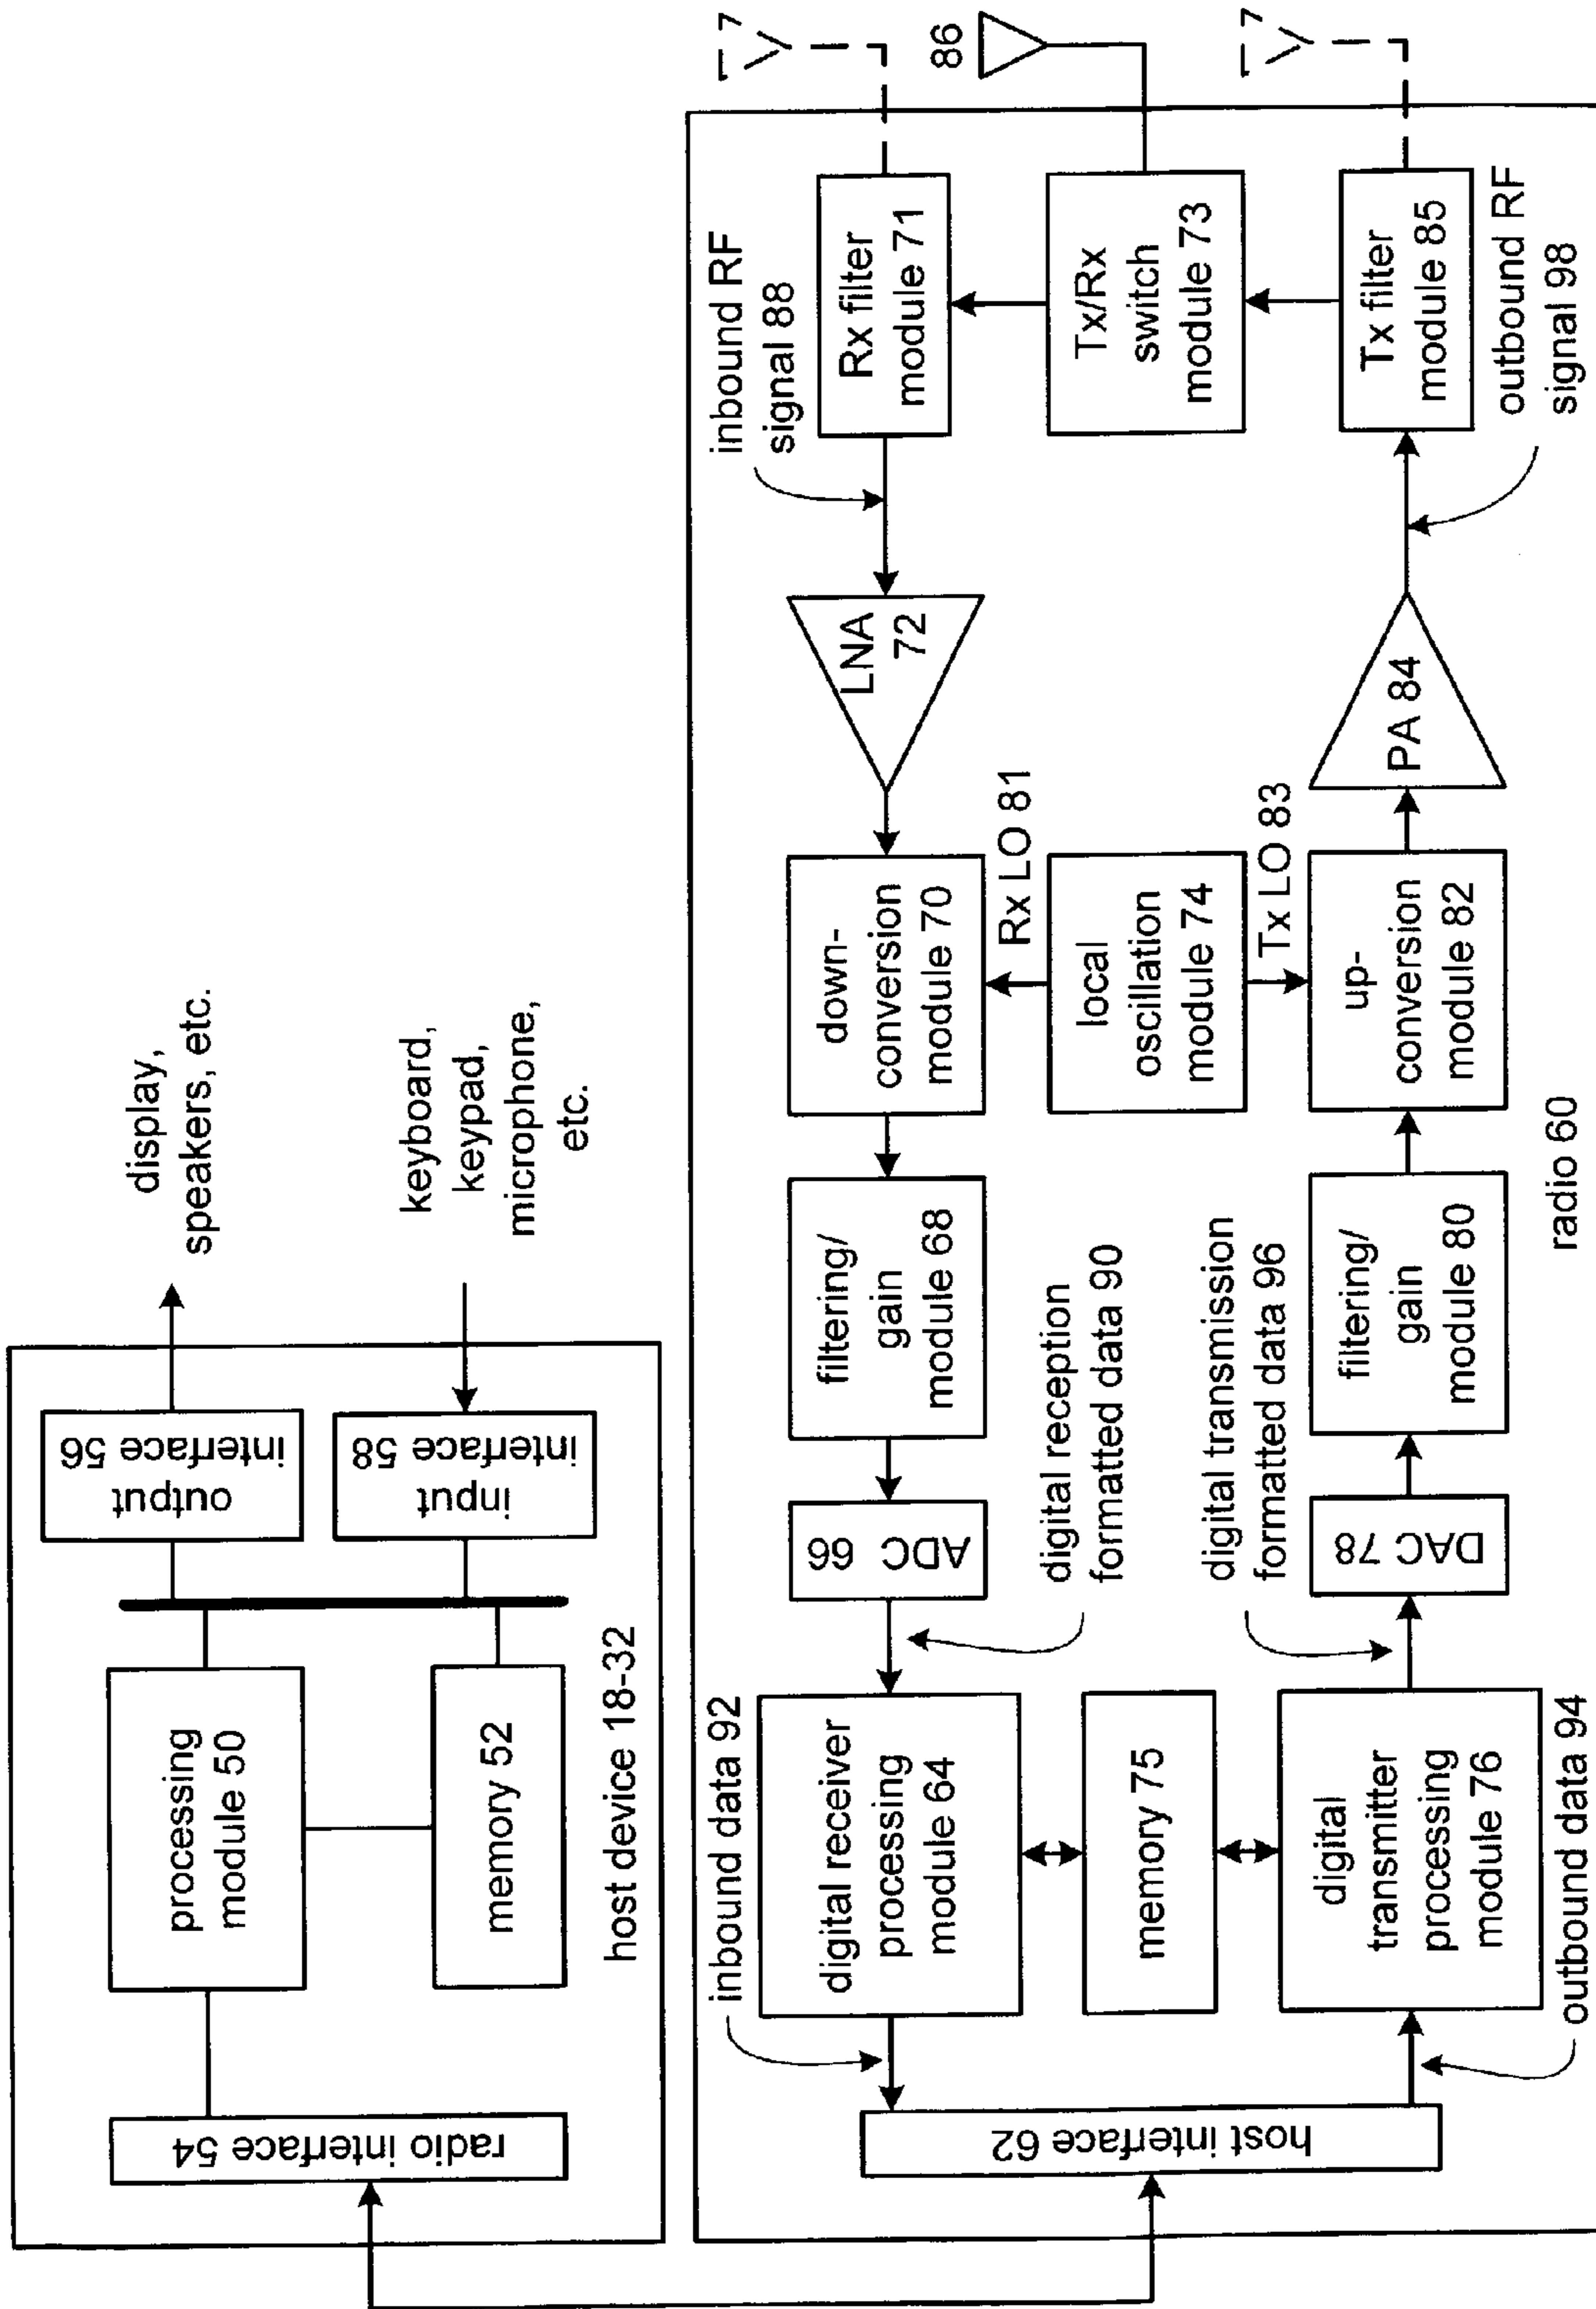 display,
speakers, etc.
keyboard,
keypad,
microphone,
etc.
output
interface 56
input
interface 58
processing
module 50
memory 52
radio interface 54
host device 18-32
86
inbound RF
signal 88
Rx filter
module 71
Tx/Rx
switch
module 73
Tx filter
module 85
outbound RF
signal 98
LNA
72
PA 84
down-
conversion
module 70
Rx LO 81
local
oscillation
module 74
Tx LO 83
up-
conversion
module 82
filtering/
gain
module 68
filtering/
gain
module 80
radio 60
ADC 66
digital reception
formatted data 90
digital transmission
formatted data 96
DAC 78
inbound data 92
digital receiver
processing
module 64
memory 75
digital
transmitter
processing
module 76
outbound data 94
host interface 62